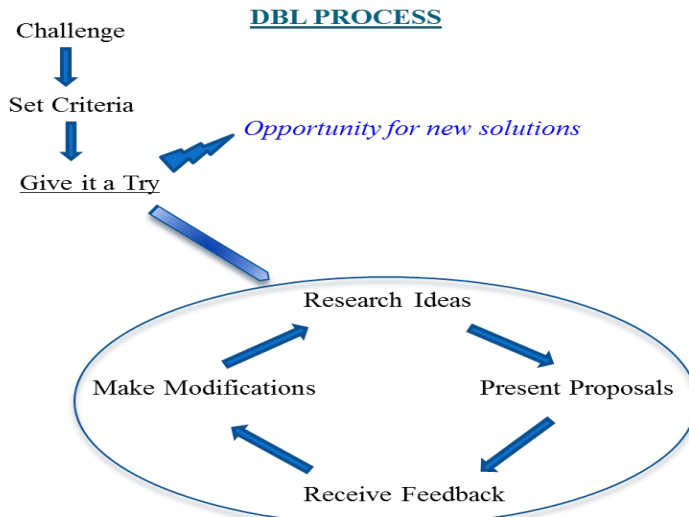 DBL PROCESS
Challenge
Set Criteria
Opportunity for new solutions
Give it a Try
Research Ideas
Make Modifications
Present Proposals
Receive Feedback